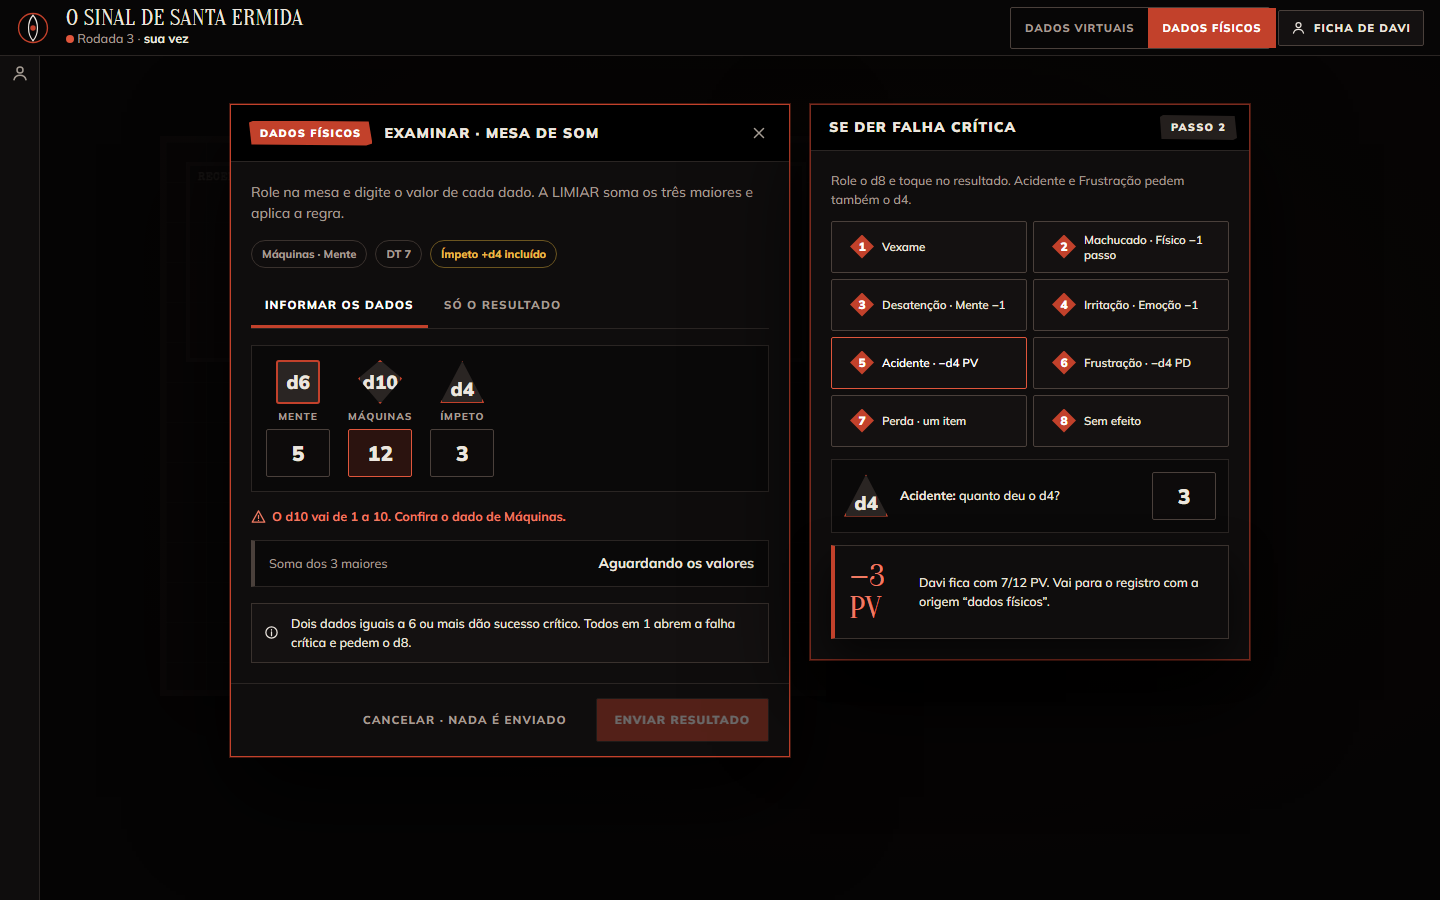 O SINAL DE SANTA ERMIDA
Rodada 3 · sua vez
DADOS VIRTUAIS
DADOS FÍSICOS
FICHA DE DAVI
DADOS FÍSICOS
EXAMINAR · MESA DE SOM
Role na mesa e digite o valor de cada dado. A LIMIAR soma os três maiores e
aplica a regra.
Máquinas · Mente
DT 7
Ímpeto +d4 incluído
INFORMAR OS DADOS
SÓ O RESULTADO
d6
d10
d4
MENTE
MÁQUINAS
ÍMPETO
5
12
3
O d10 vai de 1 a 10. Confira o dado de Máquinas.
Soma dos 3 maiores
Aguardando os valores
Dois dados iguais a 6 ou mais dão sucesso crítico. Todos em 1 abrem a falha
crítica e pedem o d8.
CANCELAR · NADA É ENVIADO
ENVIAR RESULTADO
SE DER FALHA CRÍTICA
PASSO 2
Role o d8 e toque no resultado. Acidente e Frustração pedem
também o d4.
1 Vexame
2 Machucado · Físico −1
passo
3 Desatenção · Mente −1
4 Irritação · Emoção −1
5 Acidente · −d4 PV
6 Frustração · −d4 PD
7 Perda · um item
8 Sem efeito
d4
Acidente: quanto deu o d4?
3
−3
PV
Davi fica com 7/12 PV. Vai para o registro com a
origem “dados físicos”.